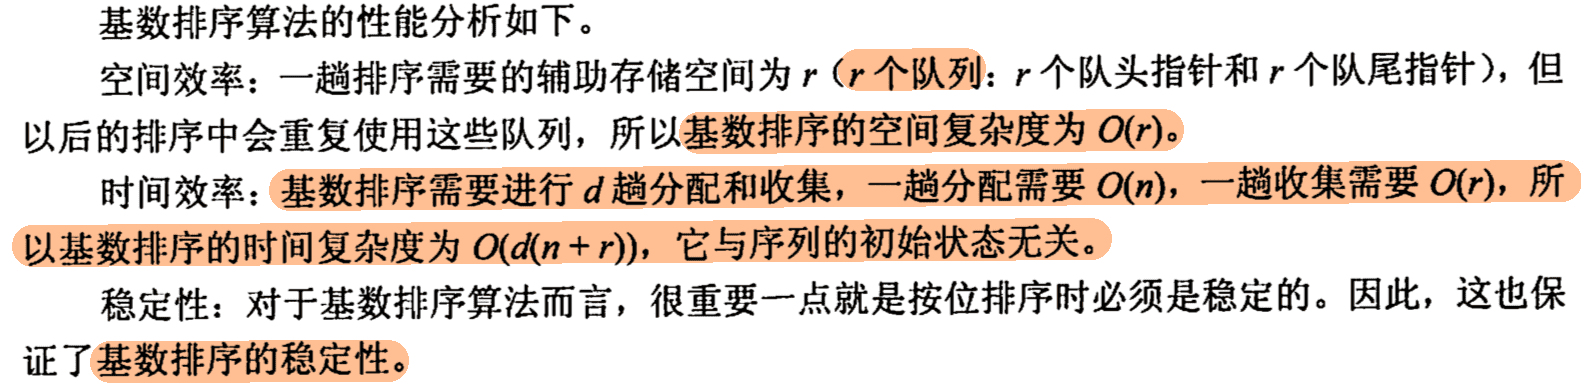 基数排序算法的性能分析如下。
空间效率：一趟排序需要的辅助存储空间为 r（r 个队列：r 个队头指针和 r 个队尾指针），但
以后的排序中会重复使用这些队列，所以基数排序的空间复杂度为 O(r)。
时间效率：基数排序需要进行 d 趟分配和收集，一趟分配需要 O(n)，一趟收集需要 O(r)，所
以基数排序的时间复杂度为 O(d(n + r))，它与序列的初始状态无关。
稳定性：对于基数排序算法而言，很重要一点就是按位排序时必须是稳定的。因此，这也保
证了基数排序的稳定性。